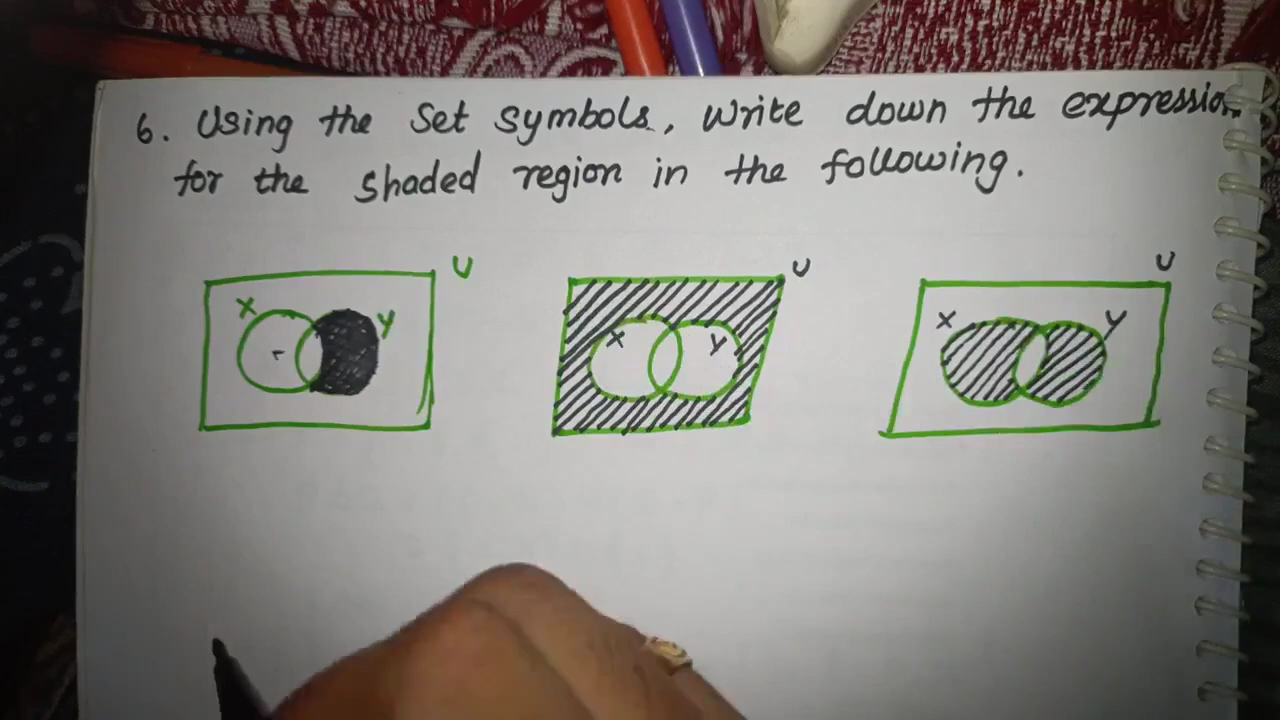 6. Using the Set symbols, Write down the expression
for the shaded region in the following.
U
X
Y
U
X
Y
U
X
Y